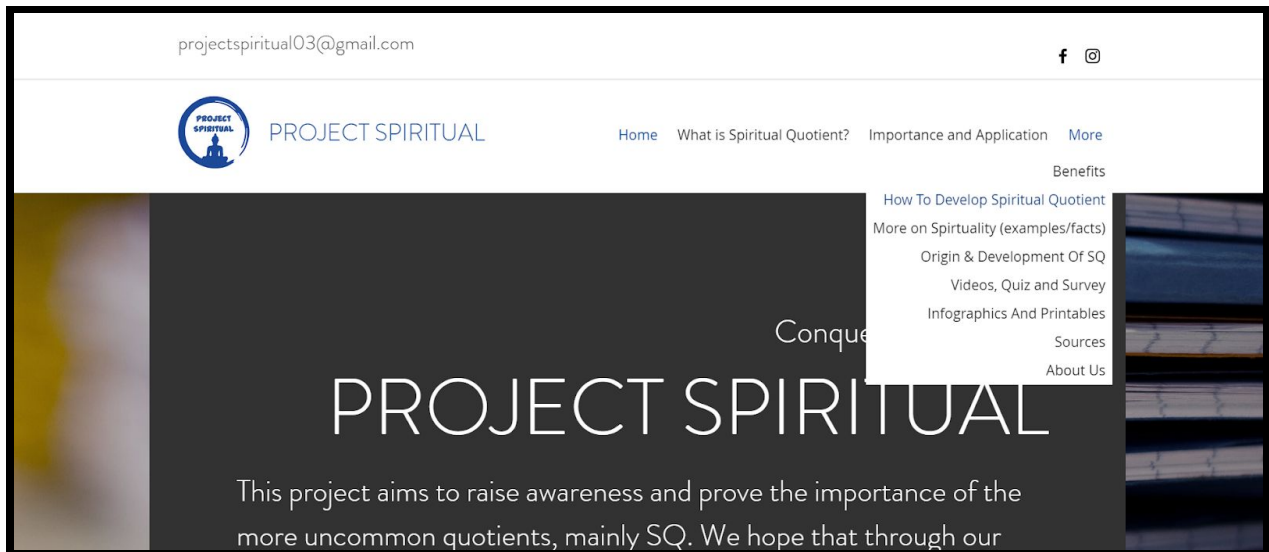 projectspiritual03@gmail.com
PROJECT
SPIRITUAL
PROJECT SPIRITUAL
Home What is Spiritual Quotient? Importance and Application More
Benefits
How To Develop Spiritual Quotient
More on Spirtuality (examples/facts)
Origin & Development Of SQ
Videos, Quiz and Survey
Infographics And Printables
Sources
About Us
PROJECT SPIRITUAL
This project aims to raise awareness and prove the importance of the
more uncommon quotients, mainly SQ. We hope that through our